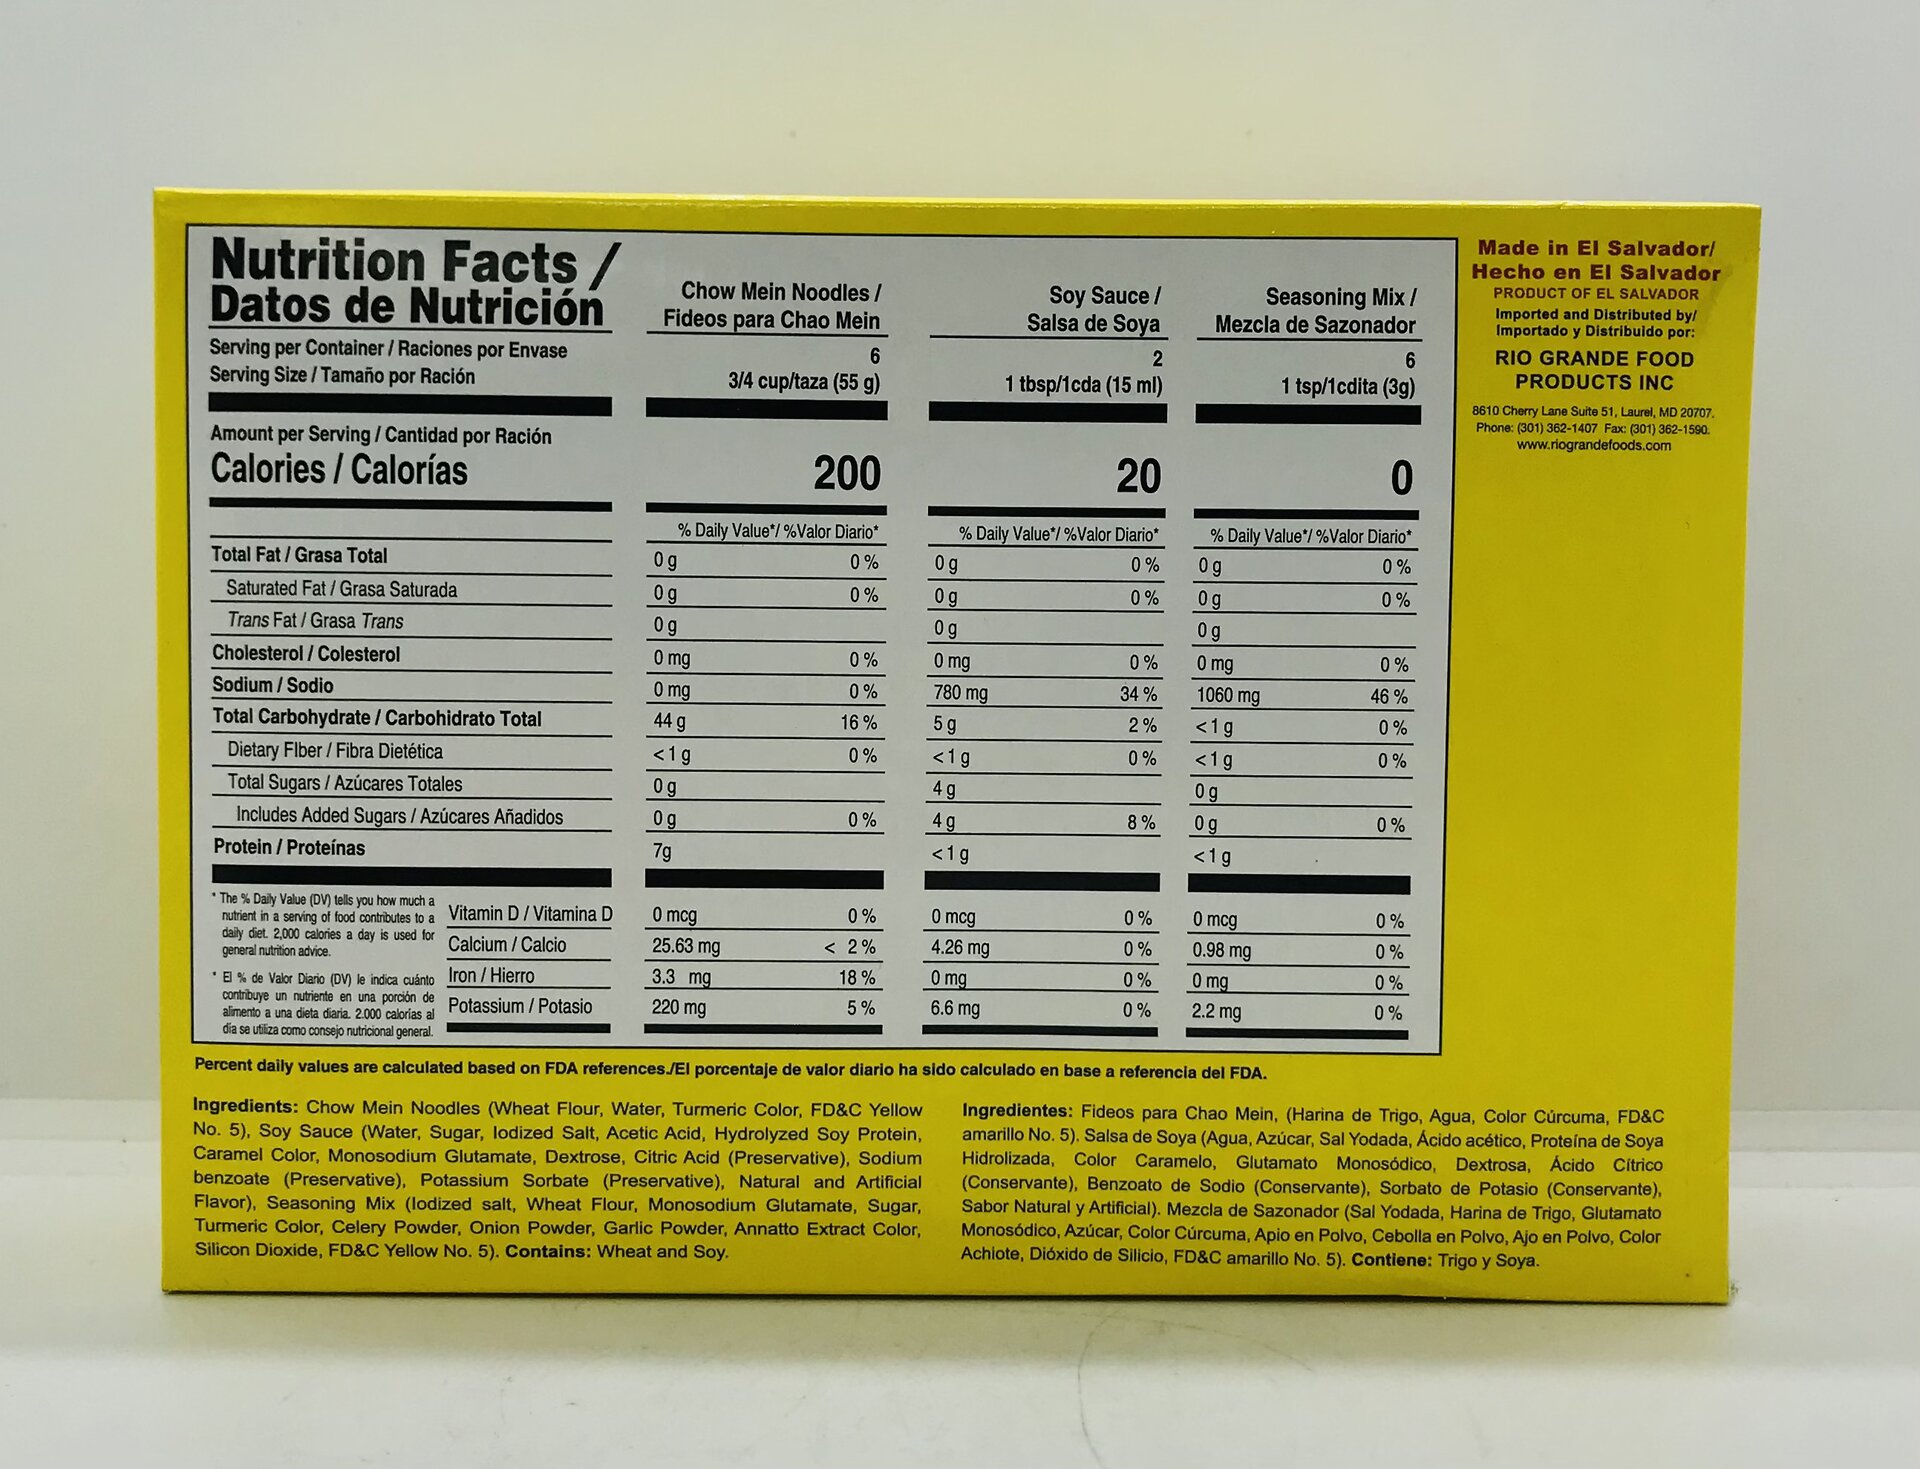 Nutrition Facts /
Datos de Nutrición
Chow Mein Noodles /
Fideos para Chao Mein
Soy Sauce /
Salsa de Soya
Seasoning Mix /
Mezcla de Sazonador
Serving per Container / Raciones por Envase 6 2 6
Serving Size / Tamaño por Ración 3/4 cup/taza (55 g) 1 tbsp/1cda (15 ml) 1 tsp/1cdita (3g)
Amount per Serving / Cantidad por Ración
Calories / Calorías 200 20 0
% Daily Value*/ %Valor Diario* % Daily Value*/ %Valor Diario* % Daily Value*/ %Valor Diario*
Total Fat / Grasa Total 0 g 0 % 0 g 0 % 0 g 0 %
Saturated Fat / Grasa Saturada 0 g 0 % 0 g 0 % 0 g 0 %
Trans Fat / Grasa Trans 0 g 0 g 0 g
Cholesterol / Colesterol 0 mg 0 % 0 mg 0 % 0 mg 0 %
Sodium / Sodio 0 mg 0 % 780 mg 34 % 1060 mg 46 %
Total Carbohydrate / Carbohidrato Total 44 g 16 % 5 g 2 % <1 g 0 %
Dietary FIber / Fibra Dietética <1 g 0 % <1 g 0 % <1 g 0 %
Total Sugars / Azúcares Totales 0 g 4 g 0 g
Includes Added Sugars / Azúcares Añadidos 0 g 0 % 4 g 8 % 0 g 0 %
Protein / Proteínas 7g <1 g <1 g
* The % Daily Value (DV) tells you how much a
nutrient in a serving of food contributes to a
daily diet. 2,000 calories a day is used for
general nutrition advice.
* El % de Valor Diario (DV) le indica cuánto
contribuye un nutriente en una porción de
alimento a una dieta diaria. 2.000 calorías al
día se utiliza como consejo nutricional general.
Vitamin D / Vitamina D 0 mcg 0 % 0 mcg 0 % 0 mcg 0 %
Calcium / Calcio 25.63 mg < 2 % 4.26 mg 0 % 0.98 mg 0 %
Iron / Hierro 3.3 mg 18 % 0 mg 0 % 0 mg 0 %
Potassium / Potasio 220 mg 5 % 6.6 mg 0 % 2.2 mg 0 %
Made in El Salvador/
Hecho en El Salvador
PRODUCT OF EL SALVADOR
Imported and Distributed by/
Importado y Distribuido por:
RIO GRANDE FOOD
PRODUCTS INC
8610 Cherry Lane Suite 51, Laurel, MD 20707.
Phone: (301) 362-1407 Fax: (301) 362-1590.
www.riograndefoods.com
Percent daily values are calculated based on FDA references./El porcentaje de valor diario ha sido calculado en base a referencia del FDA.
Ingredients: Chow Mein Noodles (Wheat Flour, Water, Turmeric Color, FD&C Yellow
No. 5), Soy Sauce (Water, Sugar, Iodized Salt, Acetic Acid, Hydrolyzed Soy Protein,
Caramel Color, Monosodium Glutamate, Dextrose, Citric Acid (Preservative), Sodium
benzoate (Preservative), Potassium Sorbate (Preservative), Natural and Artificial
Flavor), Seasoning Mix (Iodized salt, Wheat Flour, Monosodium Glutamate, Sugar,
Turmeric Color, Celery Powder, Onion Powder, Garlic Powder, Annatto Extract Color,
Silicon Dioxide, FD&C Yellow No. 5). Contains: Wheat and Soy.
Ingredientes: Fideos para Chao Mein, (Harina de Trigo, Agua, Color Cúrcuma, FD&C
amarillo No. 5). Salsa de Soya (Agua, Azúcar, Sal Yodada, Ácido acético, Proteína de Soya
Hidrolizada, Color Caramelo, Glutamato Monosódico, Dextrosa, Ácido Cítrico
(Conservante), Benzoato de Sodio (Conservante), Sorbato de Potasio (Conservante),
Sabor Natural y Artificial). Mezcla de Sazonador (Sal Yodada, Harina de Trigo, Glutamato
Monosódico, Azúcar, Color Cúrcuma, Apio en Polvo, Cebolla en Polvo, Ajo en Polvo, Color
Achiote, Dióxido de Silicio, FD&C amarillo No. 5). Contiene: Trigo y Soya.